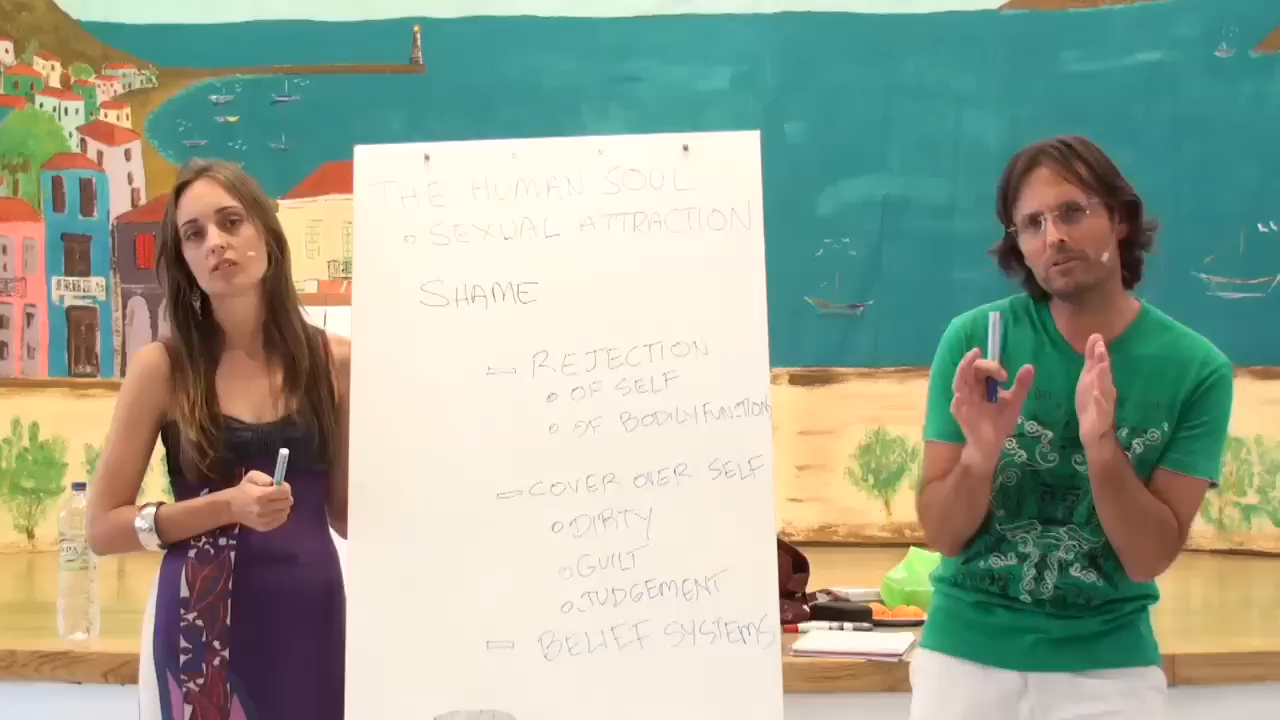 THE HUMAN SOUL
o SEXUAL ATTRACTION
SHAME
REJECTION
o OF SELF
o OF BODILY FUNCTIONS
COVER OVER SELF
o DIRTY
o GUILT
o JUDGEMENT
BELIEF SYSTEMS